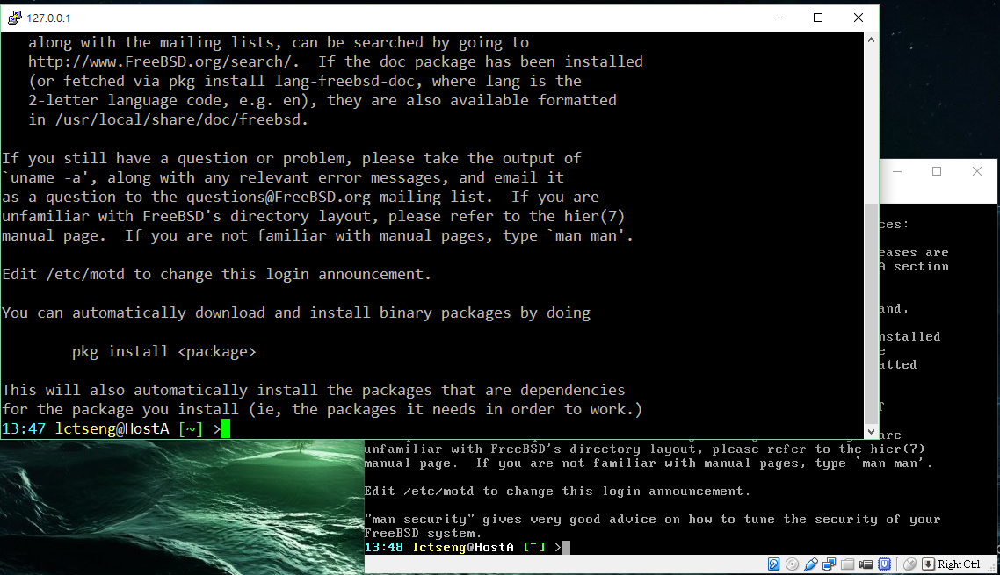 127.0.0.1
along with the mailing lists, can be searched by going to
http://www.FreeBSD.org/search/.  If the doc package has been installed
(or fetched via pkg install lang-freebsd-doc, where lang is the
2-letter language code, e.g. en), they are also available formatted
in /usr/local/share/doc/freebsd.
If you still have a question or problem, please take the output of
`uname -a', along with any relevant error messages, and email it
as a question to the questions@FreeBSD.org mailing list.  If you are
unfamiliar with FreeBSD's directory layout, please refer to the hier(7)
manual page.  If you are not familiar with manual pages, type `man man'.
Edit /etc/motd to change this login announcement.
You can automatically download and install binary packages by doing
pkg install <package>
This will also automatically install the packages that are dependencies
for the package you install (ie, the packages it needs in order to work.)
13:47 lctseng@HostA [~] >
ces:
eases are
A section
and,
nstalled
e
atted
f
are
unfamiliar with FreeBSD's directory layout, please refer to the hier(7)
manual page.  If you are not familiar with manual pages, type `man man'.
Edit /etc/motd to change this login announcement.
"man security" gives very good advice on how to tune the security of your
FreeBSD system.
13:48 lctseng@HostA [~] >
Right Ctrl